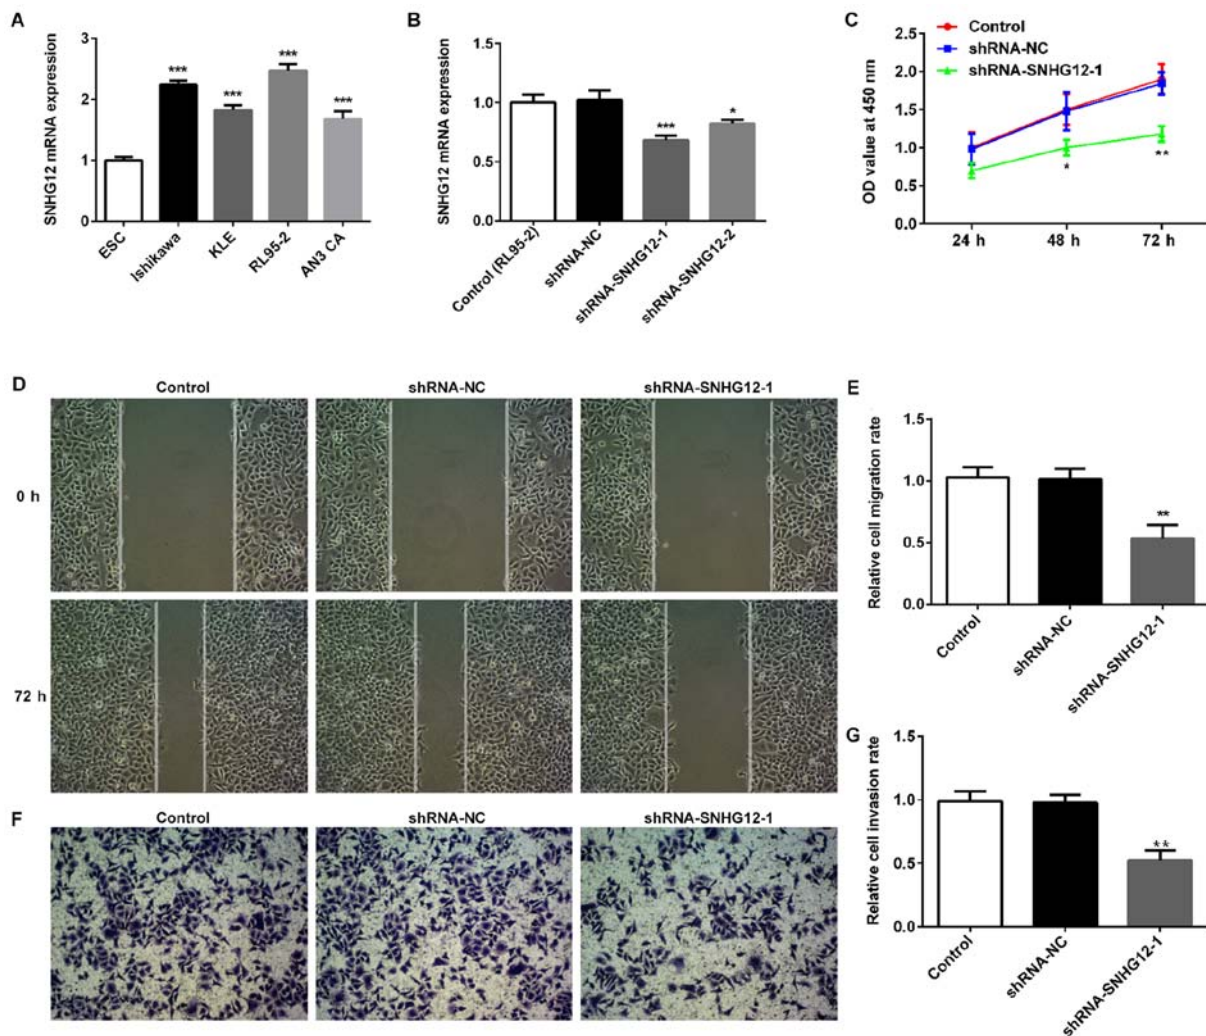 A
SNHG12 mRNA expression
3
2
1
0
***
***
***
***
ESC
Ishikawa
KLE
RL95-2
AN3 CA
B
SNHG12 mRNA expression
1.5
1.0
0.5
0.0
***
*
Control (RL95-2)
shRNA-NC
shRNA-SNHG12-1
shRNA-SNHG12-2
C
Control
shRNA-NC
shRNA-SNHG12-1
OD value at 450 nm
2.5
2.0
1.5
1.0
0.5
0.0
*
**
24 h
48 h
72 h
D
Control
shRNA-NC
shRNA-SNHG12-1
0 h
72 h
E
Relative cell migration rate
1.5
1.0
0.5
0.0
**
Control
shRNA-NC
shRNA-SNHG12-1
F
Control
shRNA-NC
shRNA-SNHG12-1
G
Relative cell invasion rate
1.5
1.0
0.5
0.0
**
Control
shRNA-NC
shRNA-SNHG12-1